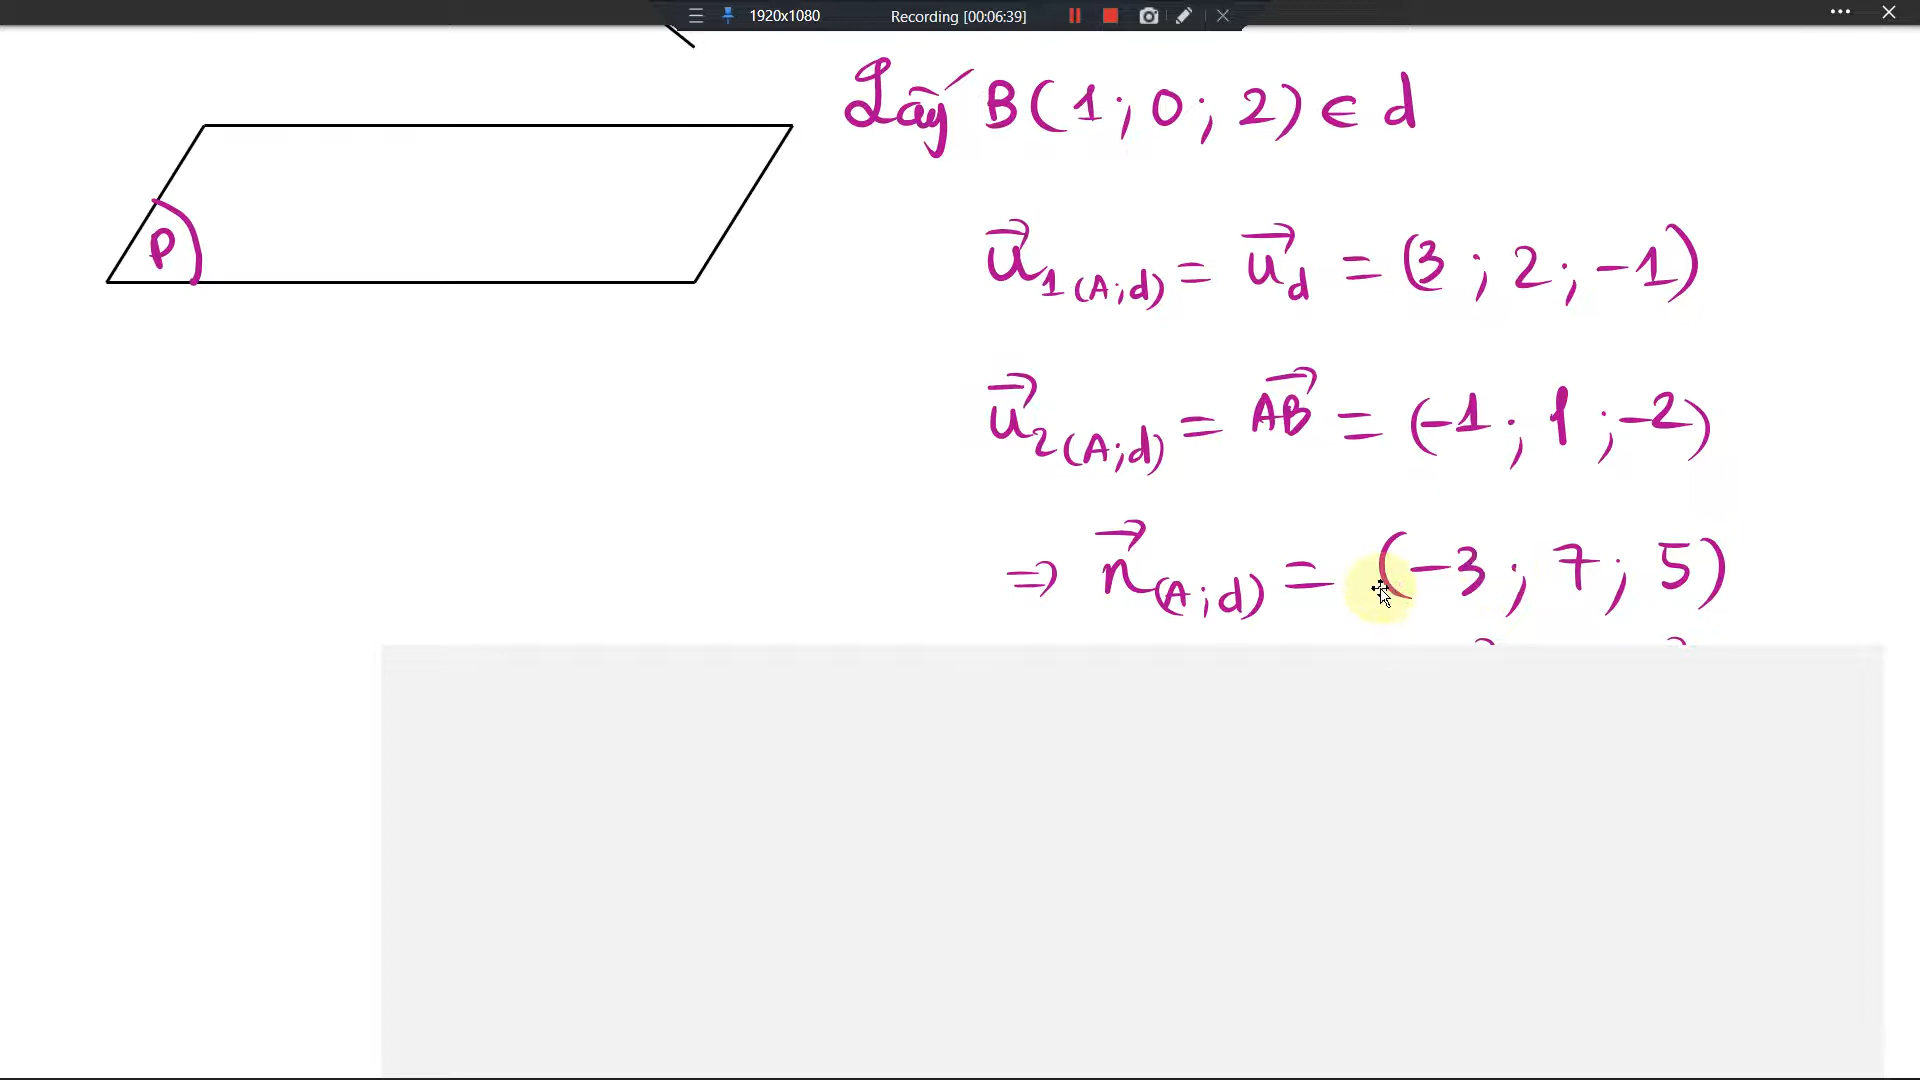 1920x1080
Recording [00:06:39]
Lấy B(1; 0; 2) ∈ d
P
u⃗₁(A;d) = u⃗d = (3; 2; -1)
u⃗₂(A;d) = A͞B⃗ = (-1; 1; -2)
⇒ n⃗(A;d) = (-3; 7; 5)